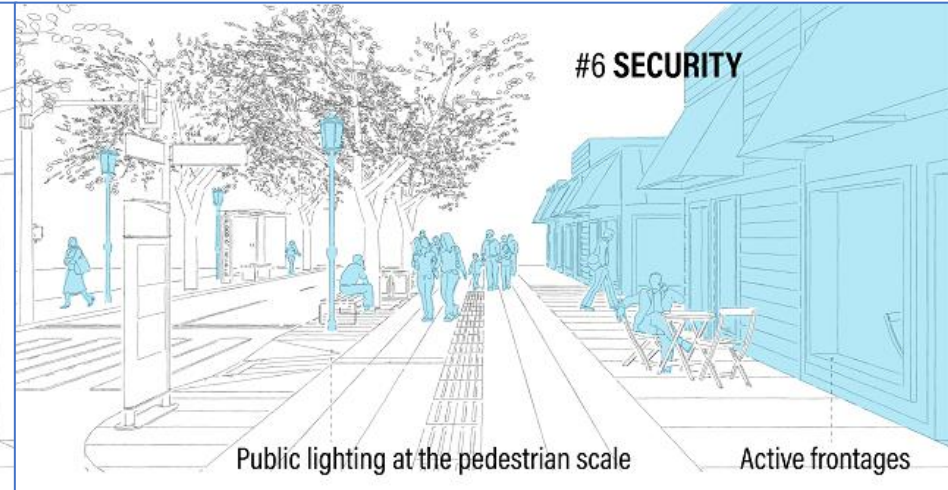 #6 SECURITY
Public lighting at the pedestrian scale
Active frontages